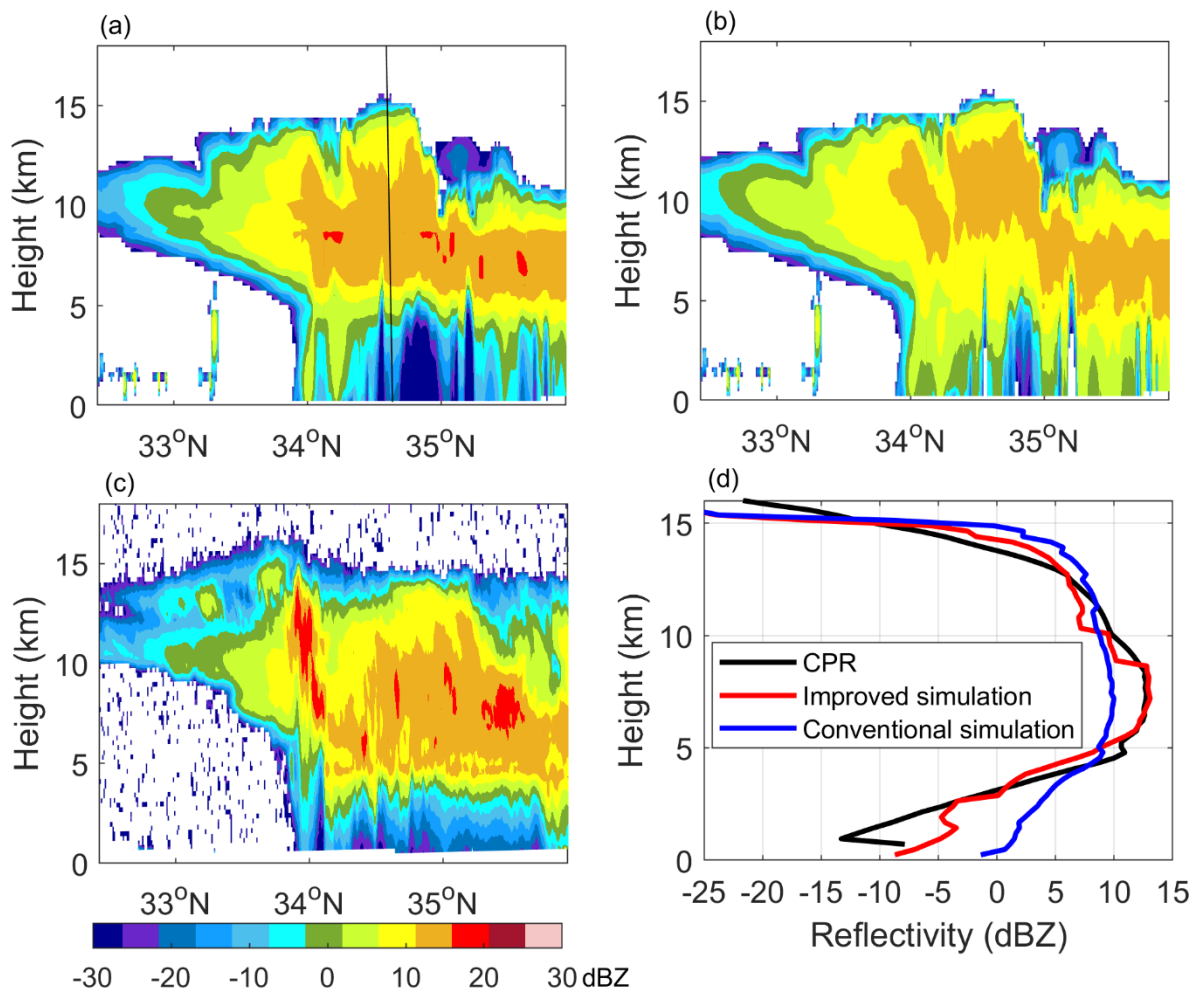 (a)
(b)
Height (km)
15
10
5
0
33°N
34°N
35°N
Height (km)
15
10
5
0
33°N
34°N
35°N
(c)
(d)
Height (km)
15
10
5
0
33°N
34°N
35°N
-30
-20
-10
0
10
20
30 dBZ
Height (km)
15
10
5
0
CPR
Improved simulation
Conventional simulation
-25
-20
-15
-10
-5
0
5
10
15
Reflectivity (dBZ)